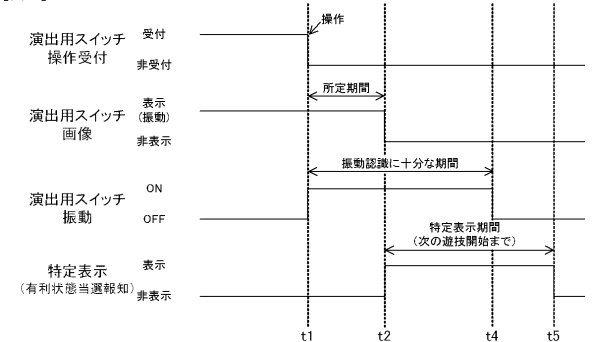 操作
演出用スイッチ
操作受付
受付
非受付
所定期間
演出用スイッチ
画像
表示
(振動)
非表示
振動認識に十分な期間
演出用スイッチ
振動
ON
OFF
特定表示期間
(次の遊技開始まで)
特定表示
(有利状態当選報知)
表示
非表示
t1
t2
t4
t5